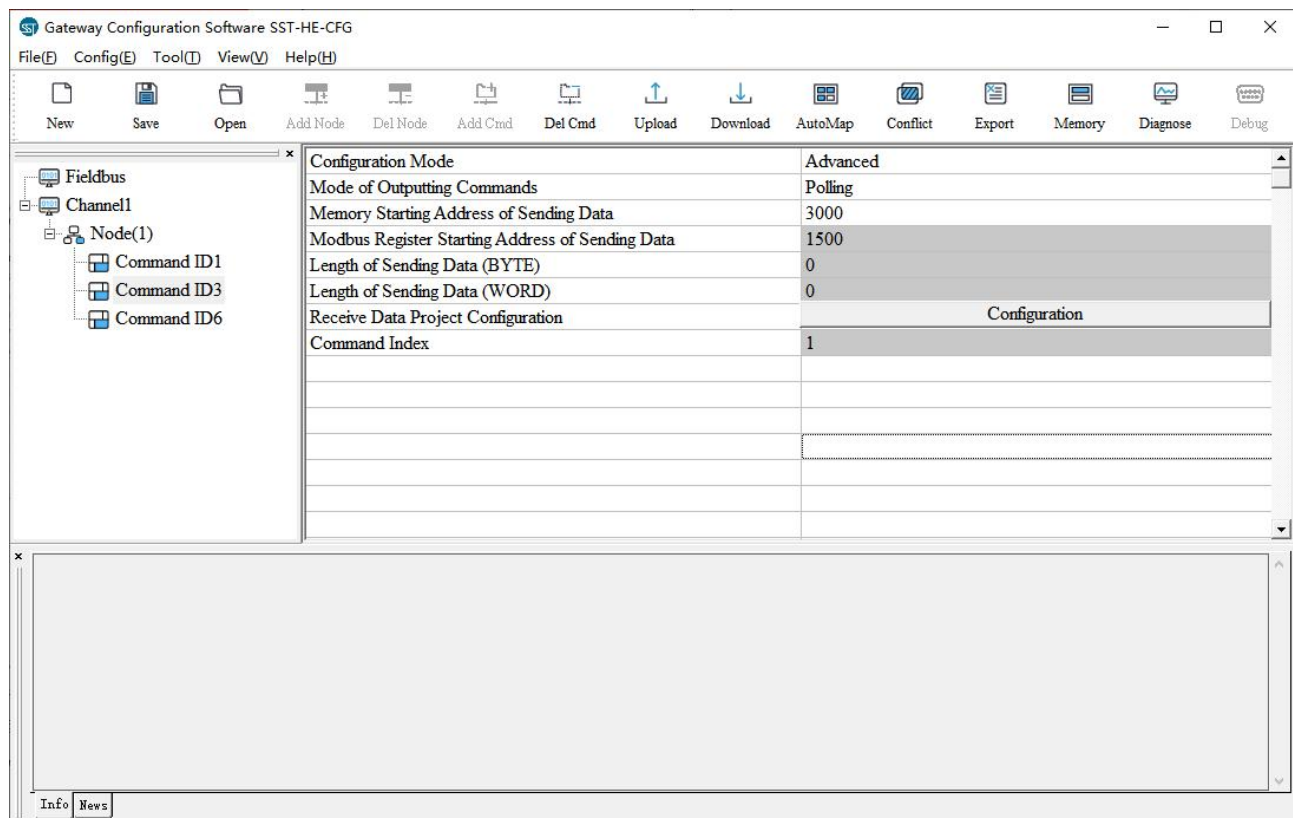 SST Gateway Configuration Software SST-HE-CFG
File(F) Config(E) Tool(T) View(V) Help(H)
New Save Open Add Node Del Node Add Cmd Del Cmd Upload Download AutoMap Conflict Export Memory Diagnose Debug
Fieldbus
Channel1
Node(1)
Command ID1
Command ID3
Command ID6
Configuration Mode Advanced
Mode of Outputting Commands Polling
Memory Starting Address of Sending Data 3000
Modbus Register Starting Address of Sending Data 1500
Length of Sending Data (BYTE) 0
Length of Sending Data (WORD) 0
Receive Data Project Configuration Configuration
Command Index 1
Info News